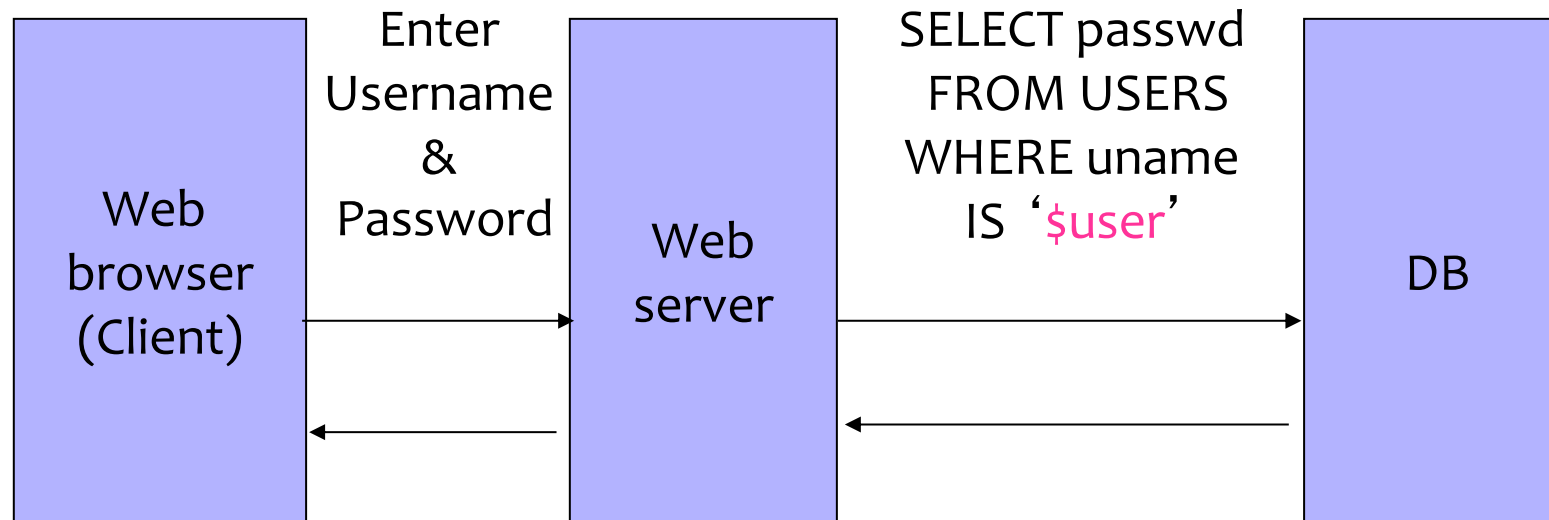 Web
browser
(Client)
Enter
Username
&
Password
Web
server
SELECT passwd
FROM USERS
WHERE uname
IS ‘$user’
DB